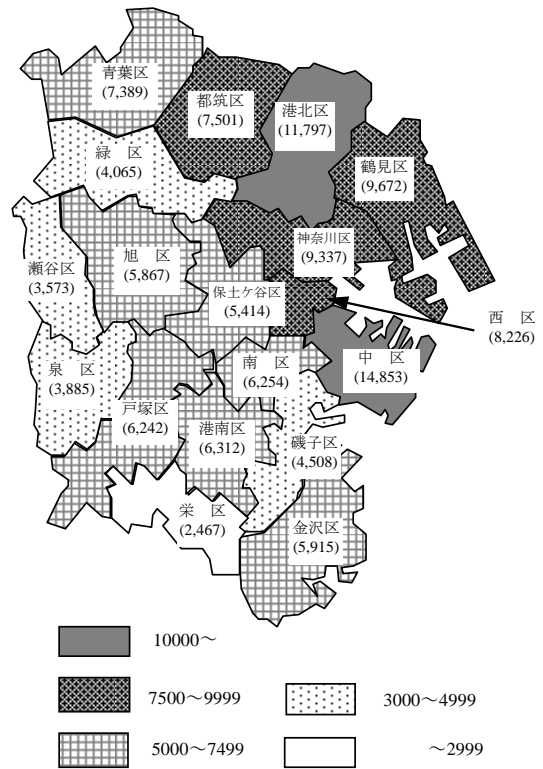 青葉区
(7,389)
都筑区
(7,501)
港北区
(11,797)
緑 区
(4,065)
鶴見区
(9,672)
神奈川区
(9,337)
旭 区
(5,867)
瀬谷区
(3,573)
保土ケ谷区
(5,414)
西 区
(8,226)
中 区
(14,853)
南 区
(6,254)
泉 区
(3,885)
戸塚区
(6,242)
港南区
(6,312)
磯子区
(4,508)
栄 区
(2,467)
金沢区
(5,915)
10000～
7500～9999
3000～4999
5000～7499
～2999